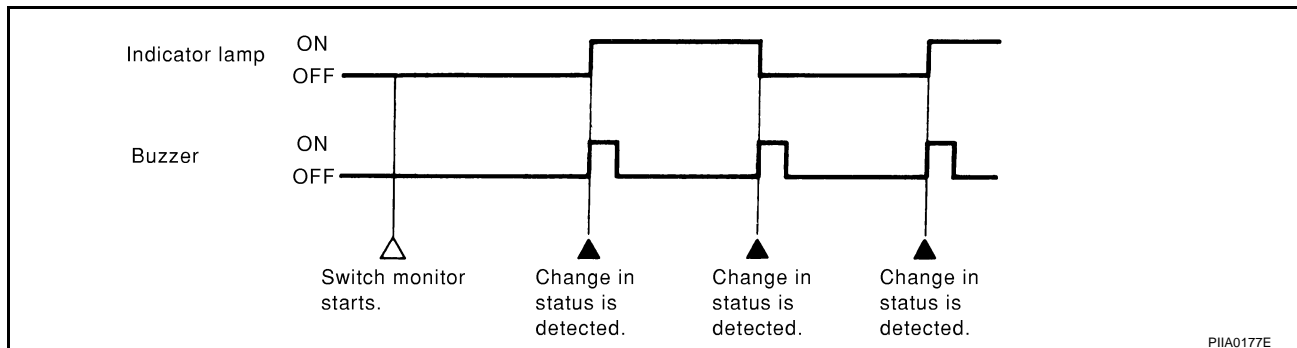 Indicator lamp
ON
OFF
Buzzer
ON
OFF
Switch monitor
starts.
Change in
status is
detected.
Change in
status is
detected.
Change in
status is
detected.
PIIA0177E